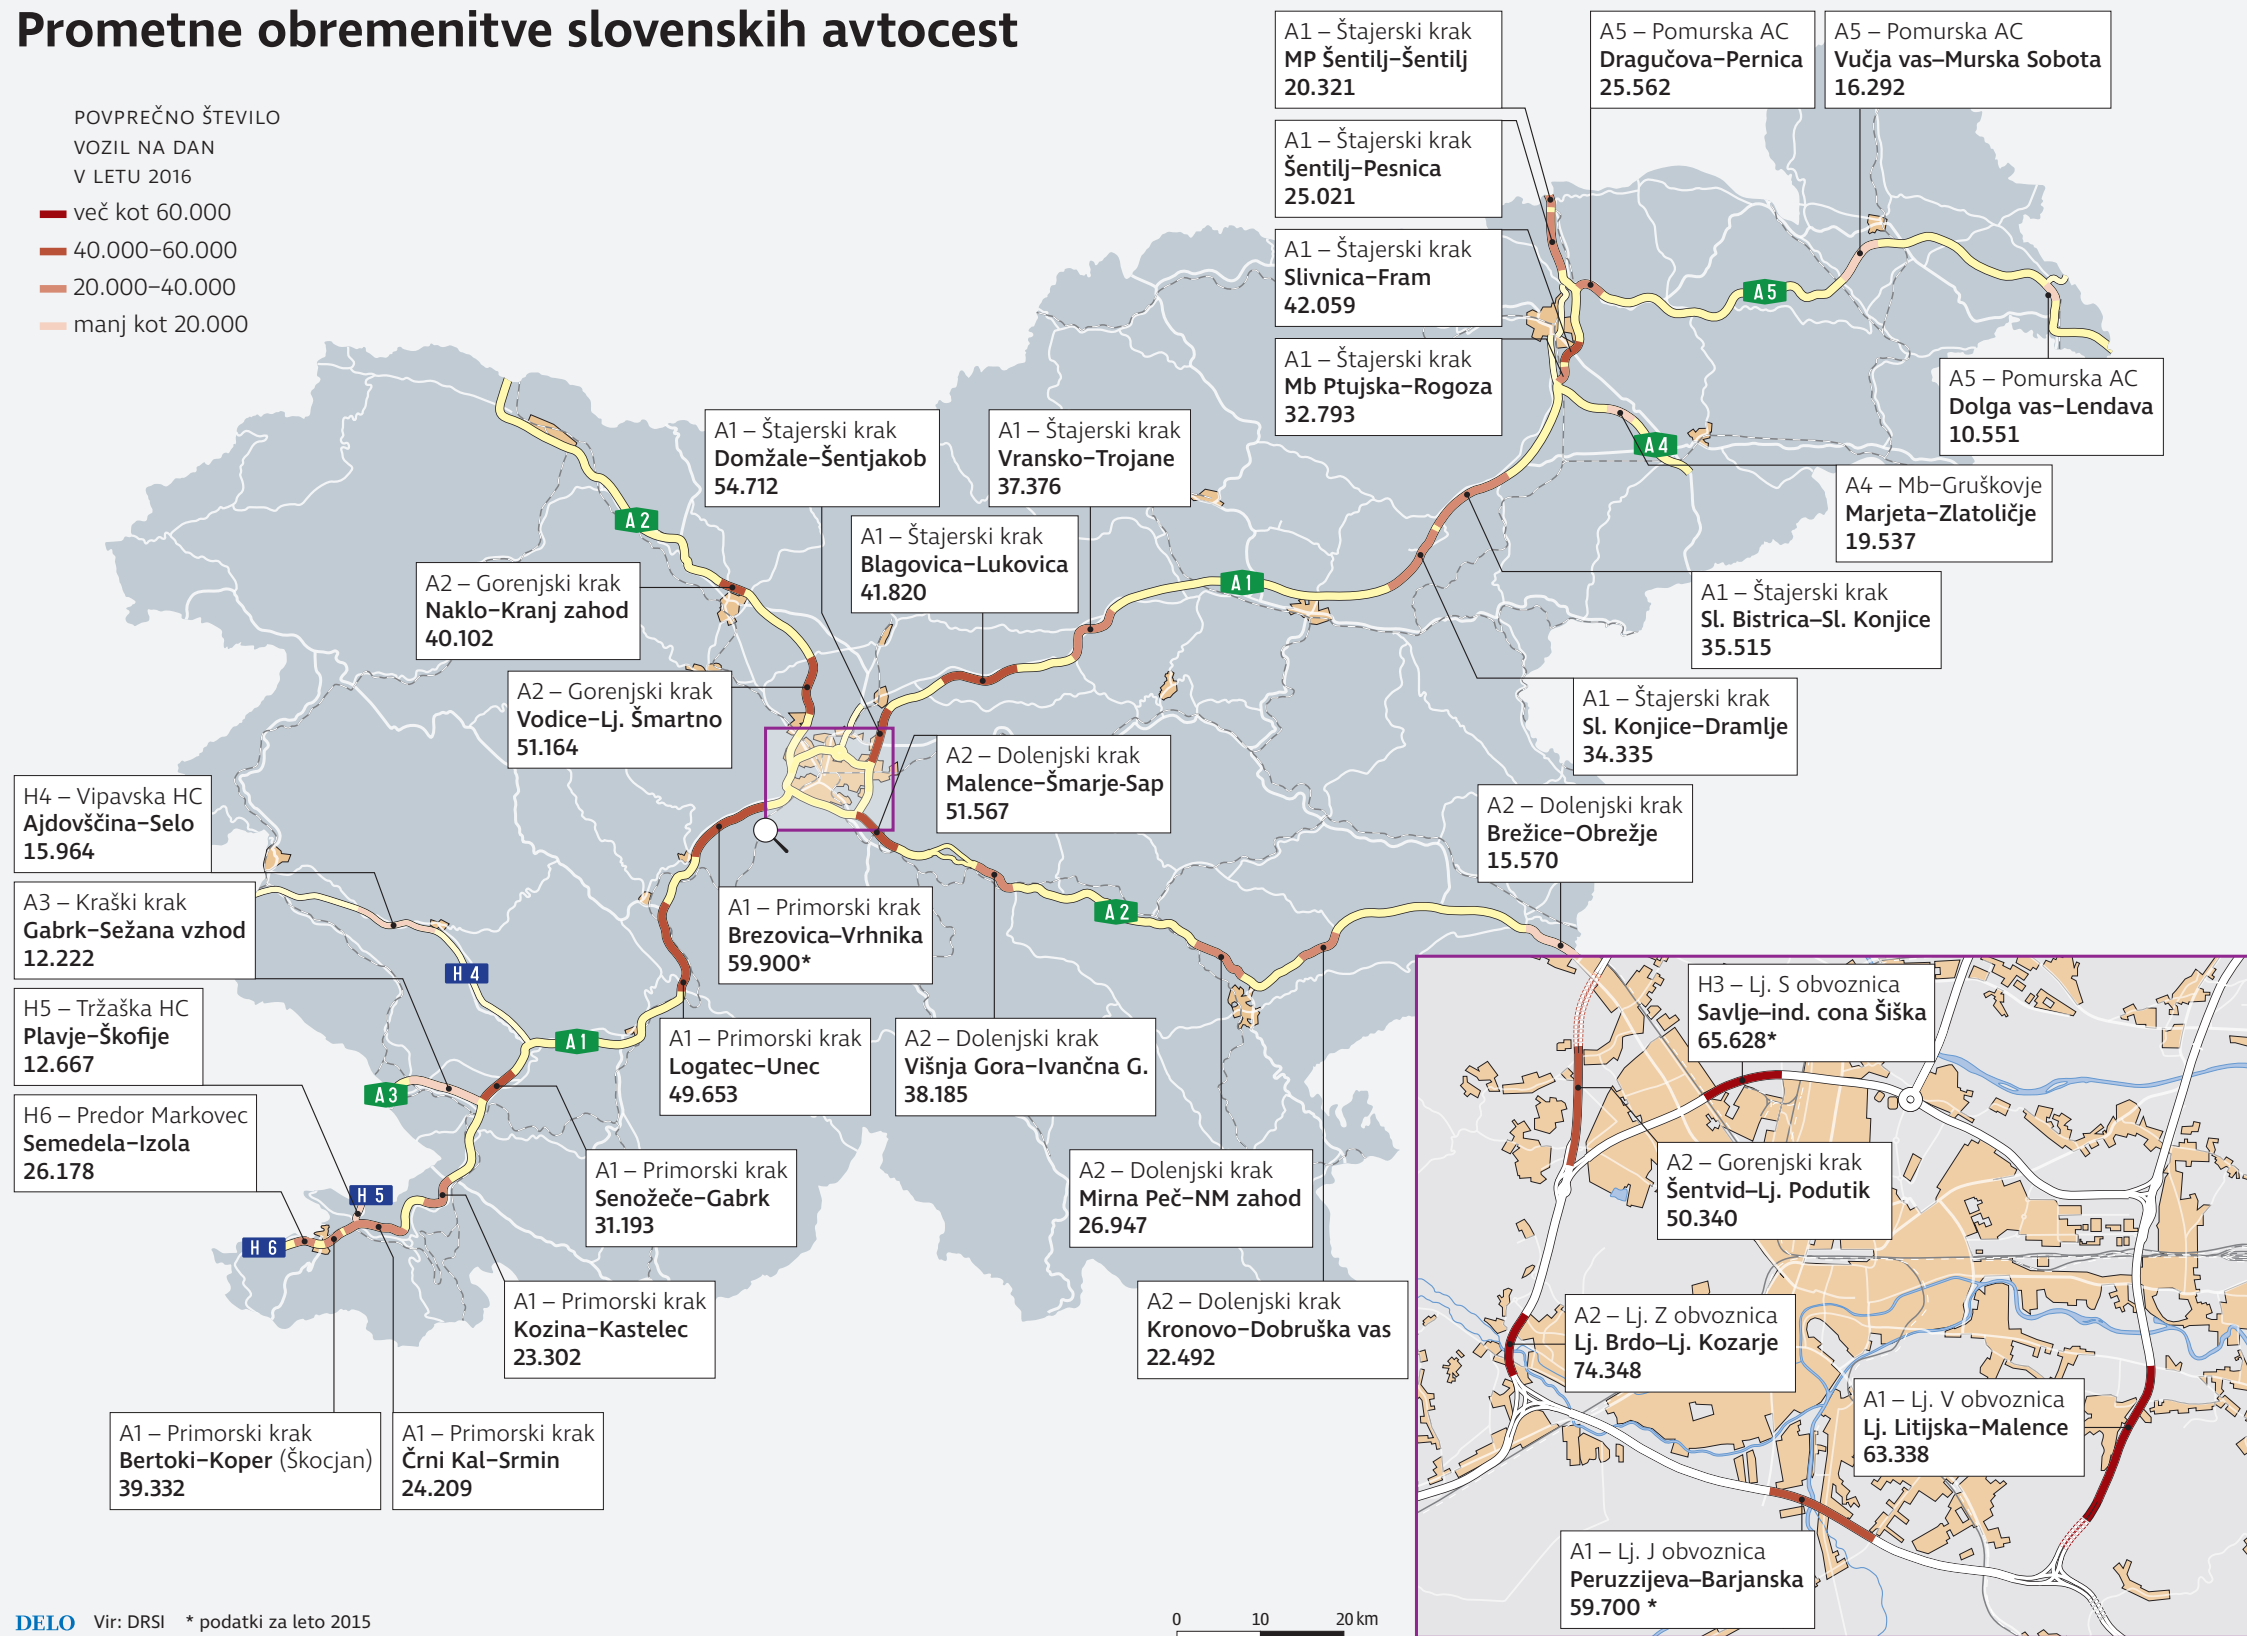 Prometne obremenitve slovenskih avtocest
POVPREČNO ŠTEVILO
VOZIL NA DAN
V LETU 2016
več kot 60.000
40.000–60.000
20.000–40.000
manj kot 20.000
A1 – Štajerski krak
MP Šentilj–Šentilj
20.321
A5 – Pomurska AC
Dragučova–Pernica
25.562
A5 – Pomurska AC
Vučja vas–Murska Sobota
16.292
A1 – Štajerski krak
Šentilj–Pesnica
25.021
A1 – Štajerski krak
Slivnica–Fram
42.059
A1 – Štajerski krak
Mb Ptujska–Rogoza
32.793
A5
A5 – Pomurska AC
Dolga vas–Lendava
10.551
A1 – Štajerski krak
Domžale–Šentjakob
54.712
A1 – Štajerski krak
Vransko–Trojane
37.376
A4
A4 – Mb–Gruškovje
Marjeta–Zlatoličje
19.537
A2
A1 – Štajerski krak
Blagovica–Lukovica
41.820
A2 – Gorenjski krak
Naklo–Kranj zahod
40.102
A1
A1 – Štajerski krak
Sl. Bistrica–Sl. Konjice
35.515
A2 – Gorenjski krak
Vodice–Lj. Šmartno
51.164
A1 – Štajerski krak
Sl. Konjice–Dramlje
34.335
A2 – Dolenjski krak
Malence–Šmarje-Sap
51.567
H4 – Vipavska HC
Ajdovščina–Selo
15.964
A2 – Dolenjski krak
Brežice–Obrežje
15.570
A3 – Kraški krak
Gabrk–Sežana vzhod
12.222
A1 – Primorski krak
Brezovica–Vrhnika
59.900*
A2
H4
H5 – Tržaška HC
Plavje–Škofije
12.667
A1
A1 – Primorski krak
Logatec–Unec
49.653
A2 – Dolenjski krak
Višnja Gora–Ivančna G.
38.185
A3
H6 – Predor Markovec
Semedela–Izola
26.178
A1 – Primorski krak
Senožeče–Gabrk
31.193
A2 – Dolenjski krak
Mirna Peč–NM zahod
26.947
H5
H6
A1 – Primorski krak
Kozina–Kastelec
23.302
A2 – Dolenjski krak
Kronovo–Dobruška vas
22.492
A1 – Primorski krak
Bertoki–Koper (Škocjan)
39.332
A1 – Primorski krak
Črni Kal–Srmin
24.209
H3 – Lj. S obvoznica
Savlje–ind. cona Šiška
65.628*
A2 – Gorenjski krak
Šentvid–Lj. Podutik
50.340
A2 – Lj. Z obvoznica
Lj. Brdo–Lj. Kozarje
74.348
A1 – Lj. V obvoznica
Lj. Litijska–Malence
63.338
A1 – Lj. J obvoznica
Peruzzijeva–Barjanska
59.700 *
DELO Vir: DRSI * podatki za leto 2015
0 10 20 km